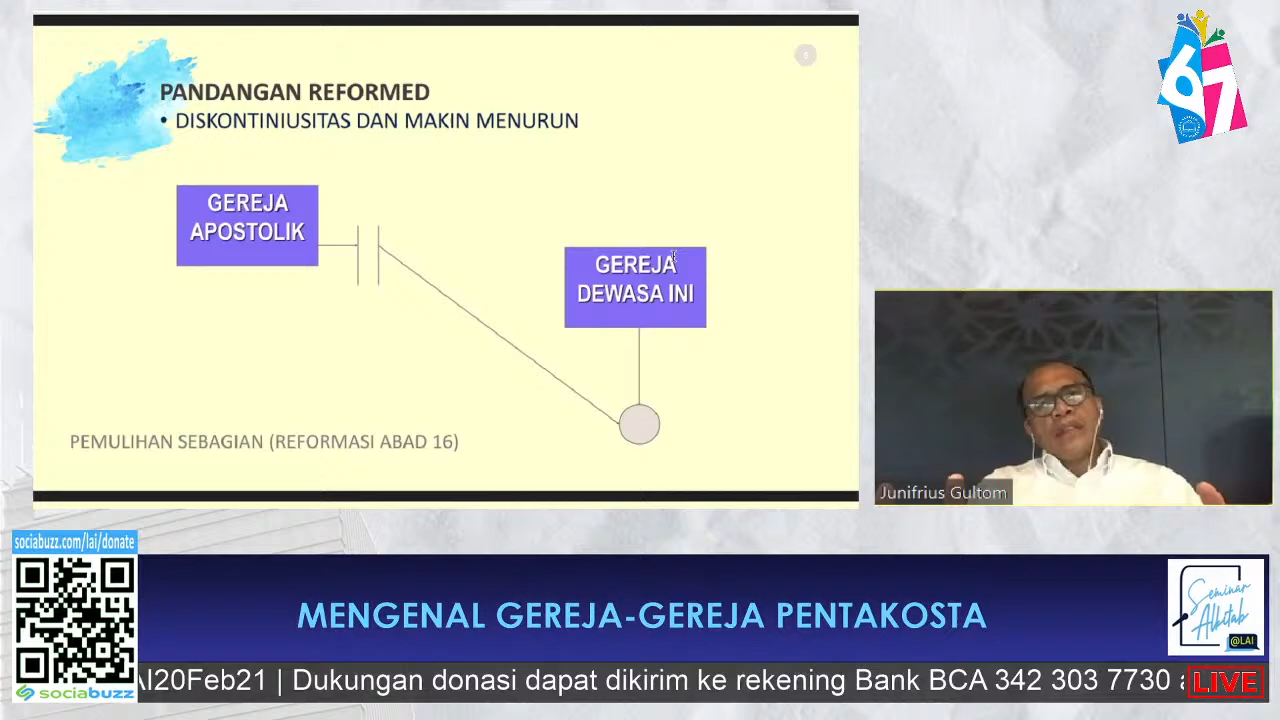 PANDANGAN REFORMED
• DISKONTINIUSITAS DAN MAKIN MENURUN
GEREJA
APOSTOLIK
GEREJA
DEWASA INI
PEMULIHAN SEBAGIAN (REFORMASI ABAD 16)
67
Junifrius Gultom
sociabuzz.com/lai/donate
sociabuzz
MENGENAL GEREJA-GEREJA PENTAKOSTA
Seminar
Alkitab
@LAI
AI20Feb21 | Dukungan donasi dapat dikirim ke rekening Bank BCA 342 303 7730 a
LIVE